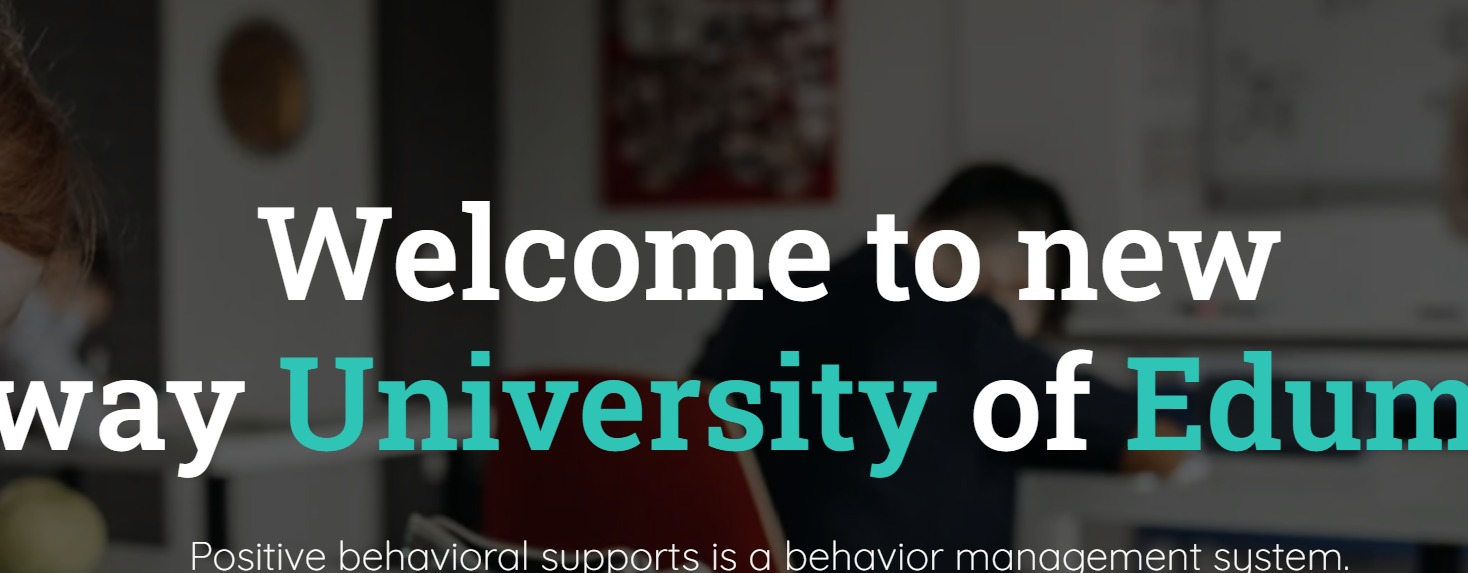 Welcome to new
way University of Edum
Positive behavioral supports is a behavior management system.